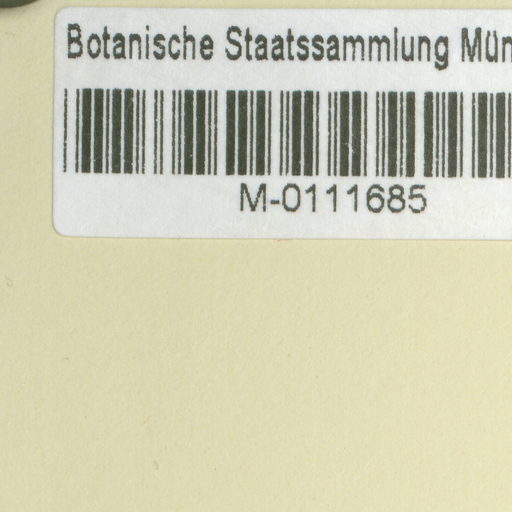 Botanische Staatssammlung Mün
M-0111685